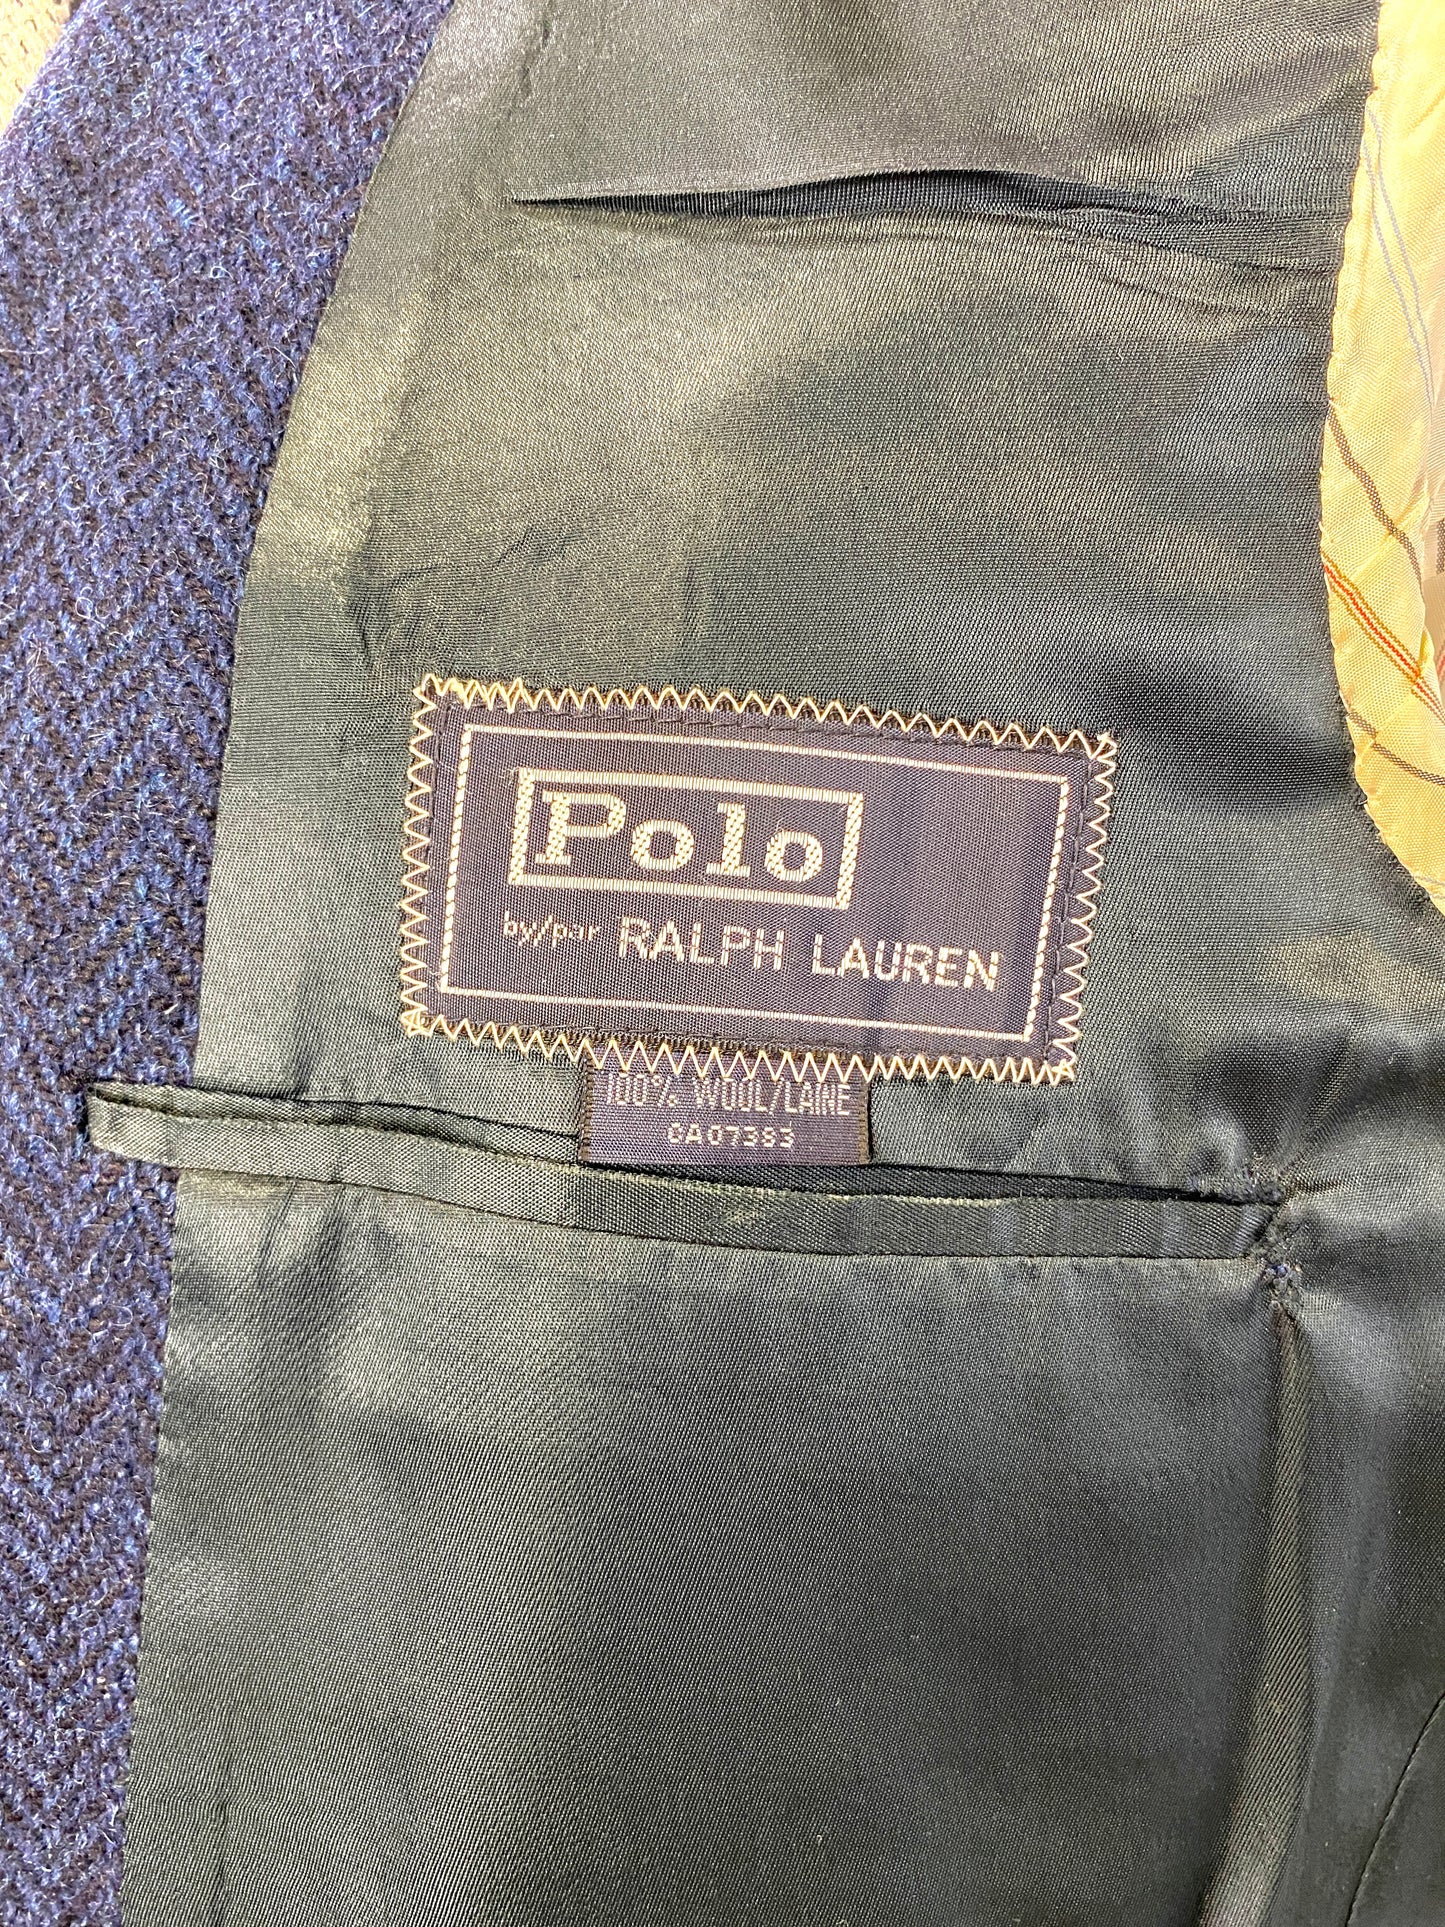 Polo
by/par RALPH LAUREN
100% WOOL/LAINE
CA07383